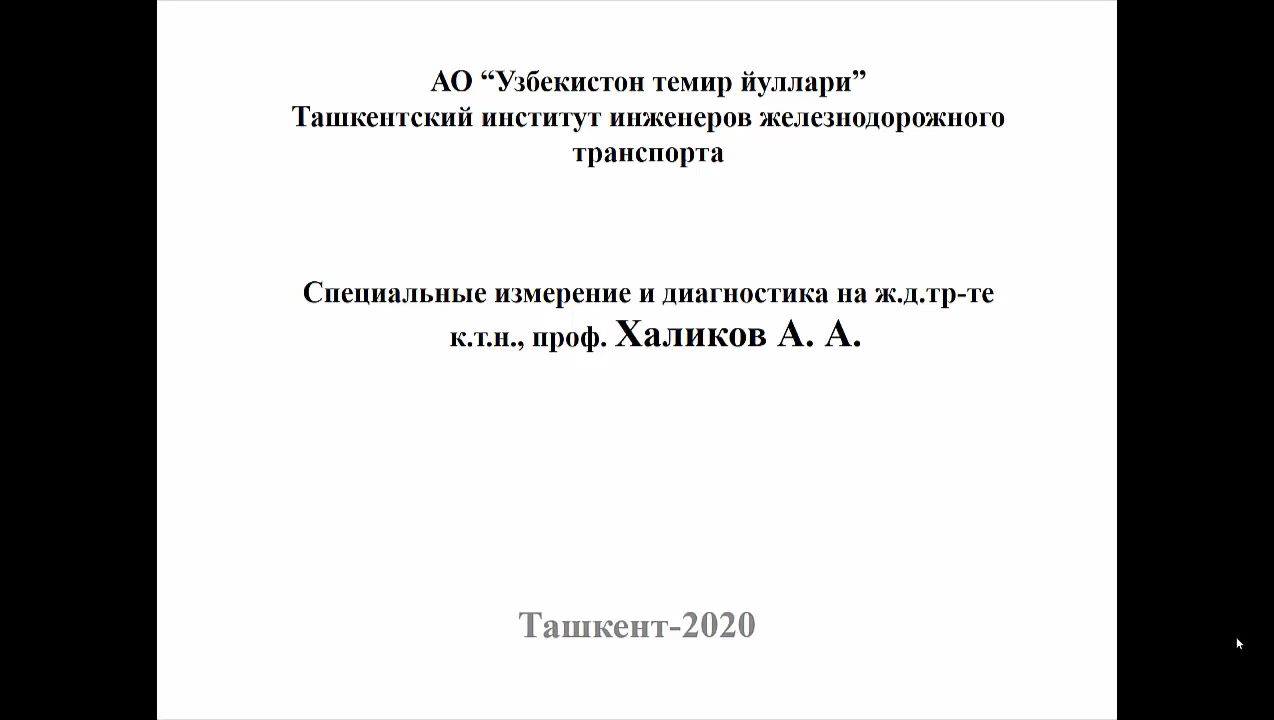 АО “Узбекистон темир йуллари”
Ташкентский институт инженеров железнодорожного
транспорта
Специальные измерение и диагностика на ж.д.тр-те
к.т.н., проф. Халиков А. А.
Ташкент-2020